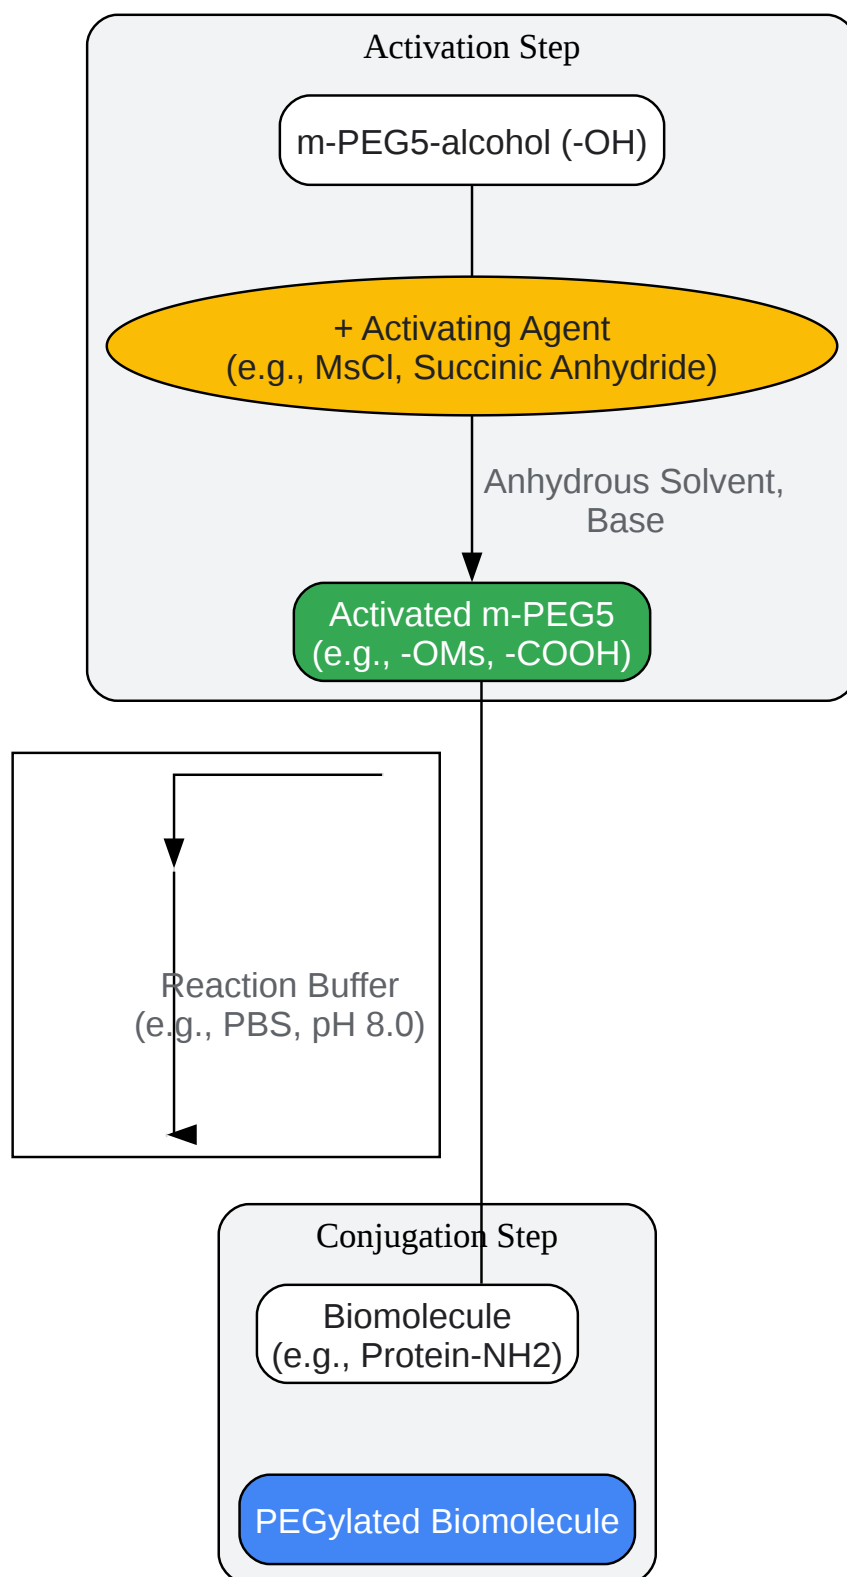 Activation Step
m-PEG5-alcohol (-OH)
+ Activating Agent
(e.g., MsCl, Succinic Anhydride)
Anhydrous Solvent,
Base
Activated m-PEG5
(e.g., -OMs, -COOH)
Reaction Buffer
(e.g., PBS, pH 8.0)
Conjugation Step
Biomolecule
(e.g., Protein-NH2)
PEGylated Biomolecule